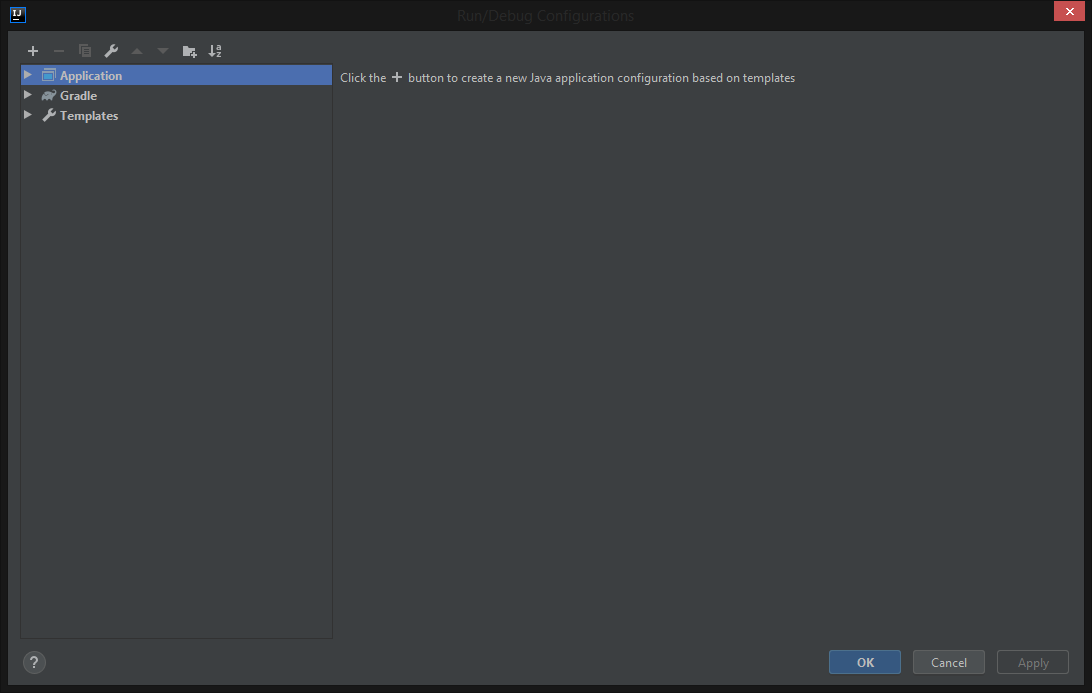 IJ
Run/Debug Configurations
Application
Gradle
Templates
Click the + button to create a new Java application configuration based on templates
?
OK
Cancel
Apply